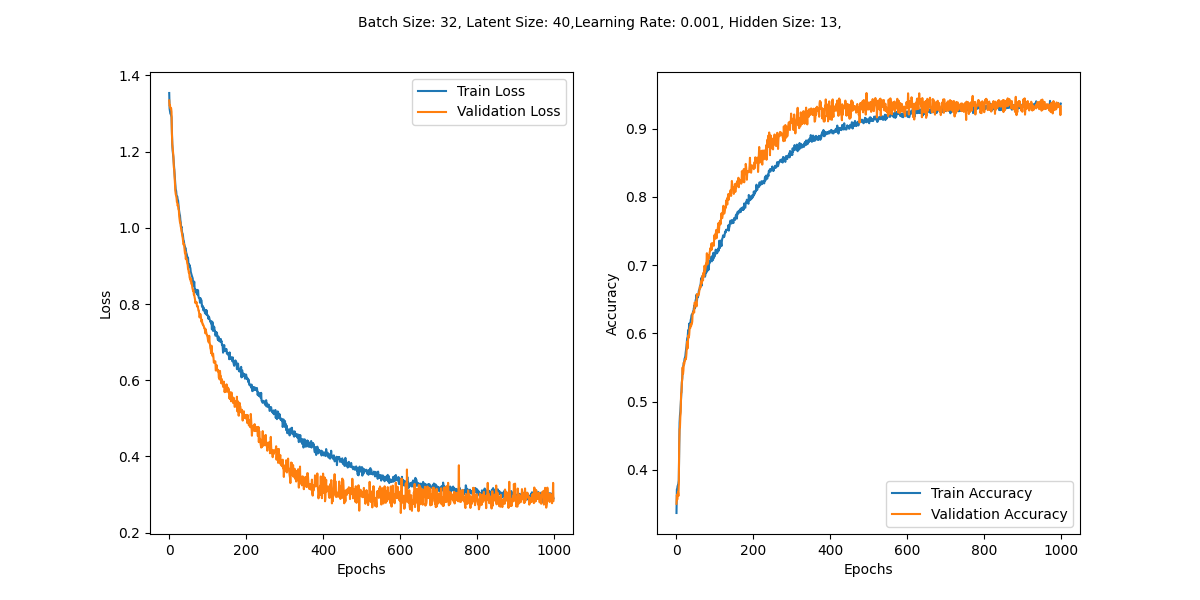 Batch Size: 32, Latent Size: 40,Learning Rate: 0.001, Hidden Size: 13,
Loss
1.4
1.2
1.0
0.8
0.6
0.4
0.2
0 200 400 600 800 1000
Epochs
Train Loss
Validation Loss
Accuracy
0.9
0.8
0.7
0.6
0.5
0.4
0 200 400 600 800 1000
Epochs
Train Accuracy
Validation Accuracy